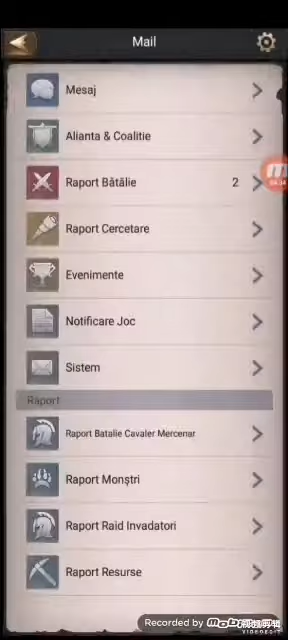 Mail
Mesaj
Alianta & Coalitie
Raport Bătălie 2
Raport Cercetare
Evenimente
Notificare Joc
Sistem
Raport
Raport Batalie Cavaler Mercenar
Raport Monștri
Raport Raid Invadatori
Raport Resurse
Recorded by